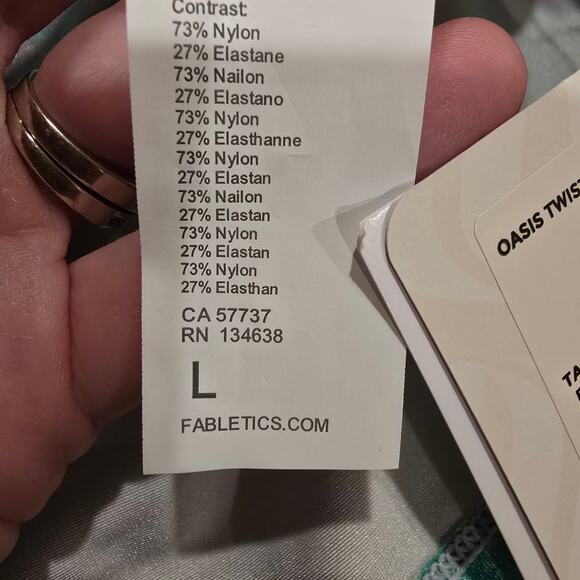 Contrast:
73% Nylon
27% Elastane
73% Nailon
27% Elastano
73% Nylon
27% Elasthanne
73% Nylon
27% Elastan
73% Nailon
27% Elastan
73% Nylon
27% Elastan
73% Nylon
27% Elasthan
CA 57737
RN 134638
L
FABLETICS.COM
OASIS TWIST